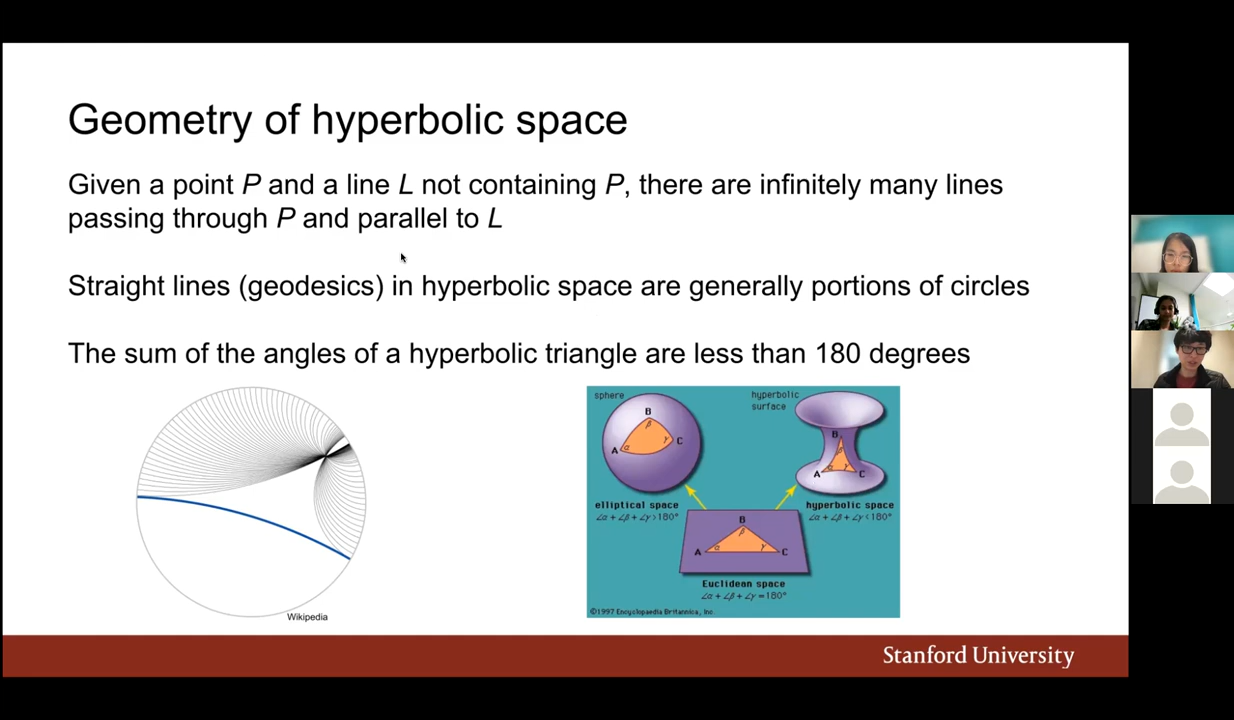 Geometry of hyperbolic space
Given a point P and a line L not containing P, there are infinitely many lines
passing through P and parallel to L
Straight lines (geodesics) in hyperbolic space are generally portions of circles
The sum of the angles of a hyperbolic triangle are less than 180 degrees
Wikipedia
sphere
B
β
A
α
γ
C
elliptical space
∠α + ∠β + ∠γ > 180°
hyperbolic
surface
B
β
A
α
γ
C
hyperbolic space
∠α + ∠β + ∠γ < 180°
B
β
A
α
γ
C
Euclidean space
∠α + ∠β + ∠γ = 180°
©1997 Encyclopaedia Britannica, Inc
Stanford University